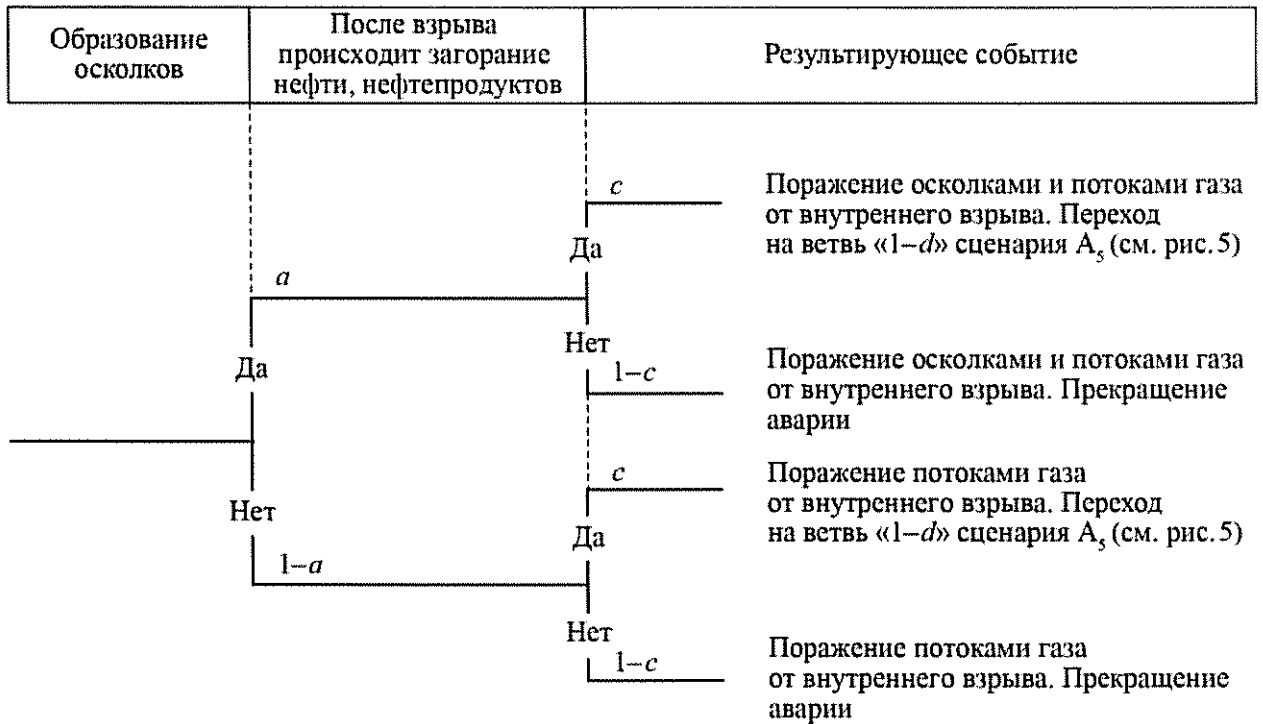 Образование
осколков
После взрыва
происходит загорание
нефти, нефтепродуктов
Результирующее событие
c
Поражение осколками и потоками газа
от внутреннего взрыва. Переход
на ветвь «1–d» сценария A₅ (см. рис. 5)
Да
a
Нет
Да
1–c
Поражение осколками и потоками газа
от внутреннего взрыва. Прекращение
аварии
c
Поражение потоками газа
от внутреннего взрыва. Переход
на ветвь «1–d» сценария A₅ (см. рис. 5)
Нет
Да
1–a
Нет
1–c
Поражение потоками газа
от внутреннего взрыва. Прекращение
аварии